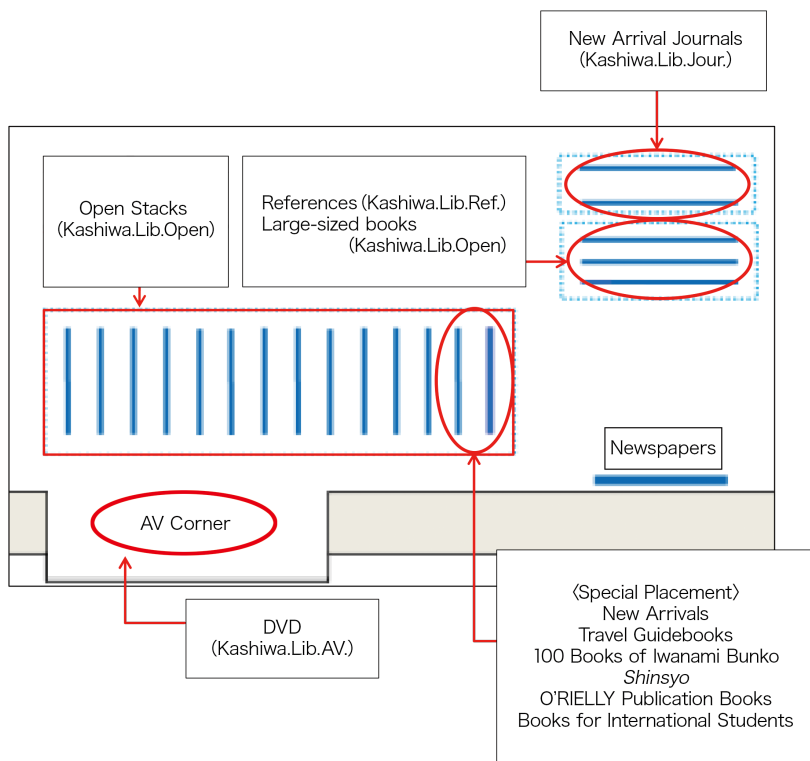 New Arrival Journals
(Kashiwa.Lib.Jour.)
Open Stacks
(Kashiwa.Lib.Open)
References (Kashiwa.Lib.Ref.)
Large-sized books
(Kashiwa.Lib.Open)
Newspapers
AV Corner
DVD
(Kashiwa.Lib.AV.)
〈Special Placement〉
New Arrivals
Travel Guidebooks
100 Books of Iwanami Bunko
Shinsyo
O'RIELLY Publication Books
Books for International Students